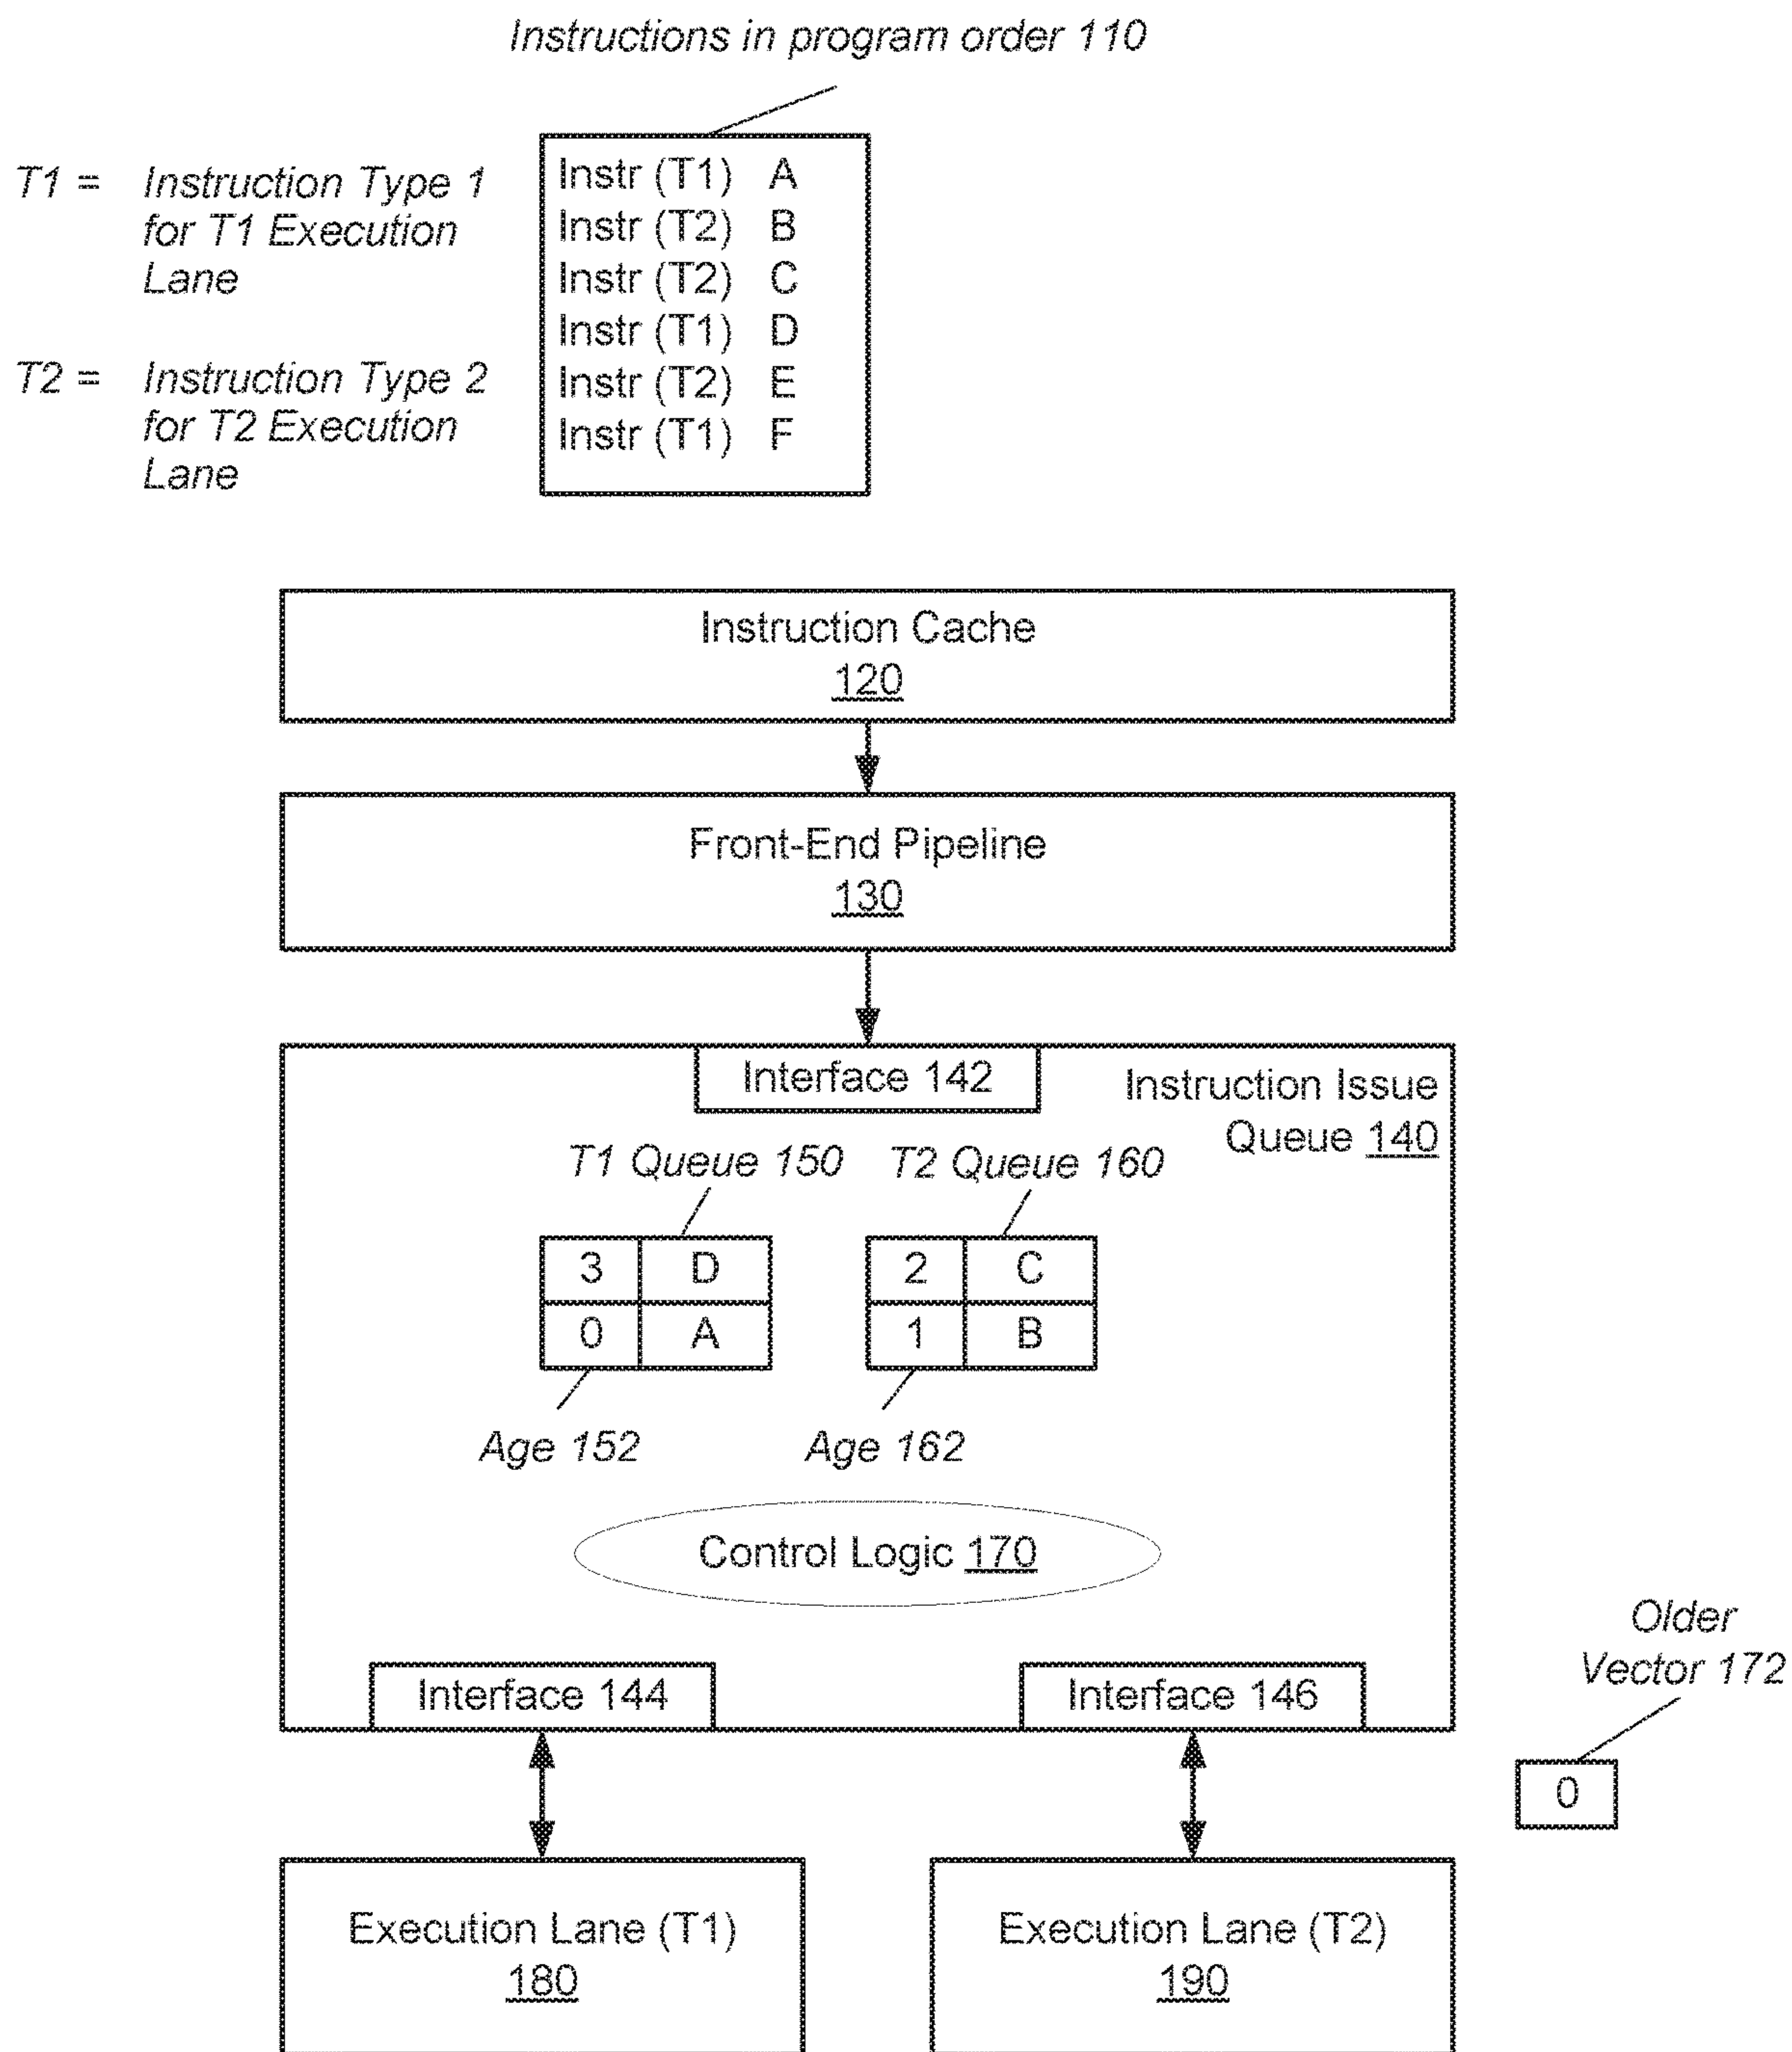 Instructions in program order 110
T1 = Instruction Type 1
for T1 Execution
Lane
T2 = Instruction Type 2
for T2 Execution
Lane
Instr (T1) A
Instr (T2) B
Instr (T2) C
Instr (T1) D
Instr (T2) E
Instr (T1) F
Instruction Cache
120
Front-End Pipeline
130
Interface 142
Instruction Issue
Queue 140
T1 Queue 150
T2 Queue 160
3 D
0 A
2 C
1 B
Age 152
Age 162
Control Logic 170
Older
Vector 172
0
Interface 144
Interface 146
Execution Lane (T1)
180
Execution Lane (T2)
190